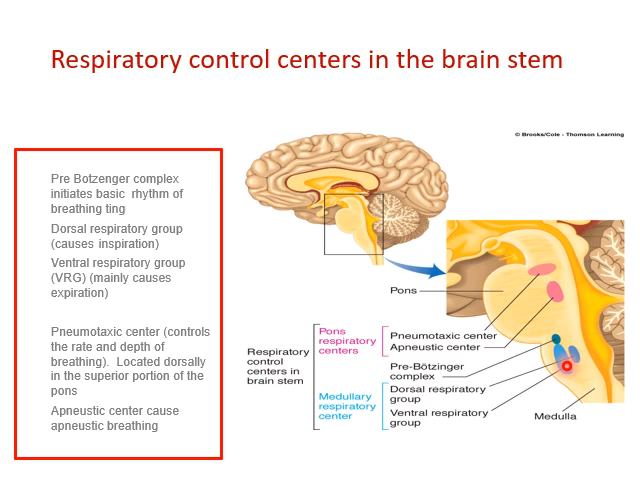 Respiratory control centers in the brain stem
© Brooks/Cole - Thomson Learning
Pre Botzenger complex
initiates basic rhythm of
breathing ting
Dorsal respiratory group
(causes inspiration)
Ventral respiratory group
(VRG) (mainly causes
expiration)
Pneumotaxic center (controls
the rate and depth of
breathing). Located dorsally
in the superior portion of the
pons
Apneustic center cause
apneustic breathing
Respiratory
control
centers in
brain stem
Pons
respiratory
centers
Medullary
respiratory
center
Pons
Pneumotaxic center
Apneustic center
Pre-Bötzinger
complex
Dorsal respiratory
group
Ventral respiratory
group
Medulla